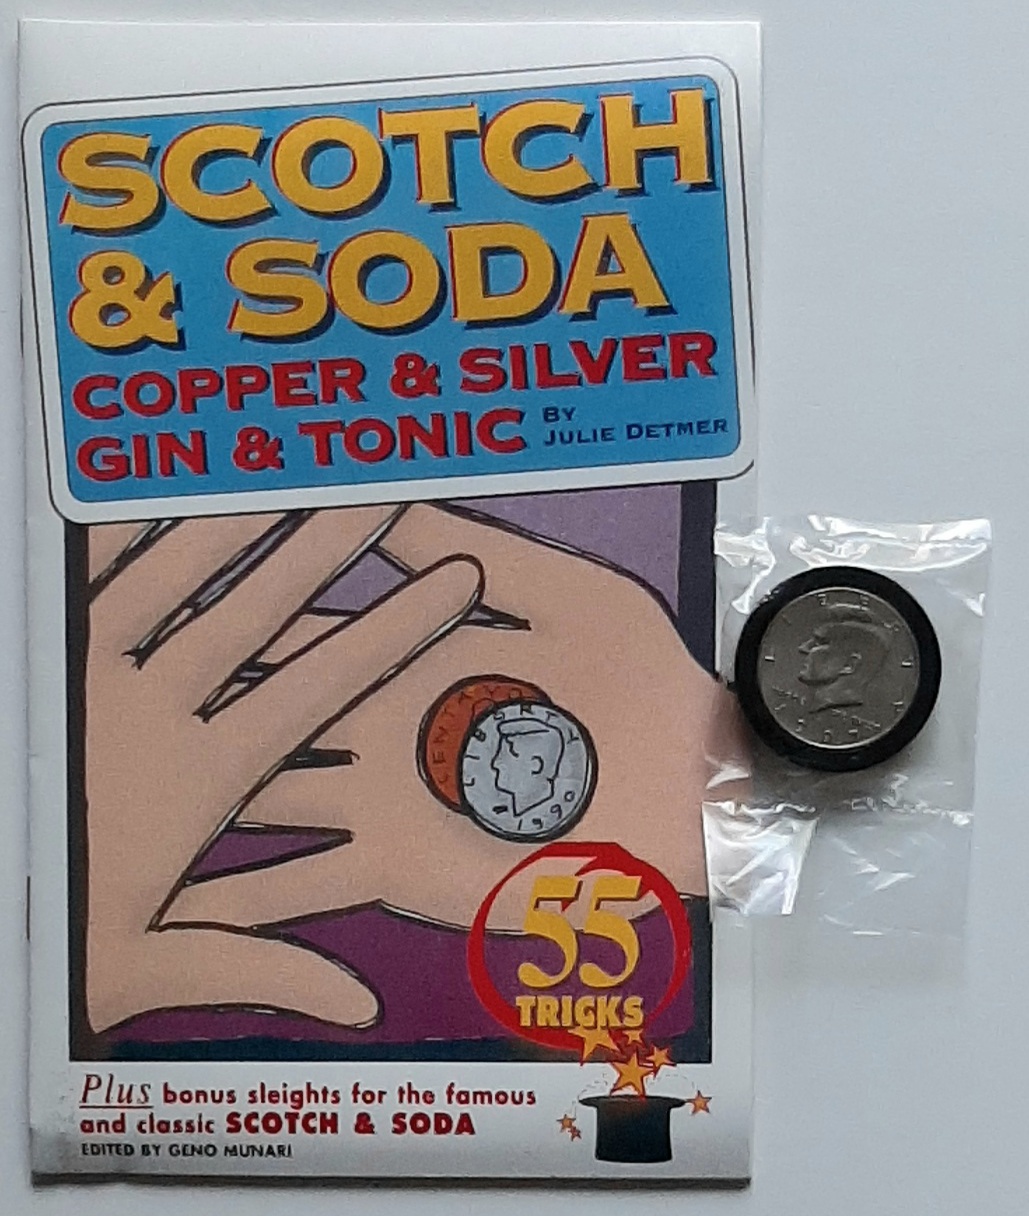 SCOTCH
& SODA
COPPER & SILVER
GIN & TONIC BY
JULIE DETMER
CENTAVO
LIBERTY
1990
55
TRICKS
Plus bonus sleights for the famous
and classic SCOTCH & SODA
EDITED BY GENO MUNARI